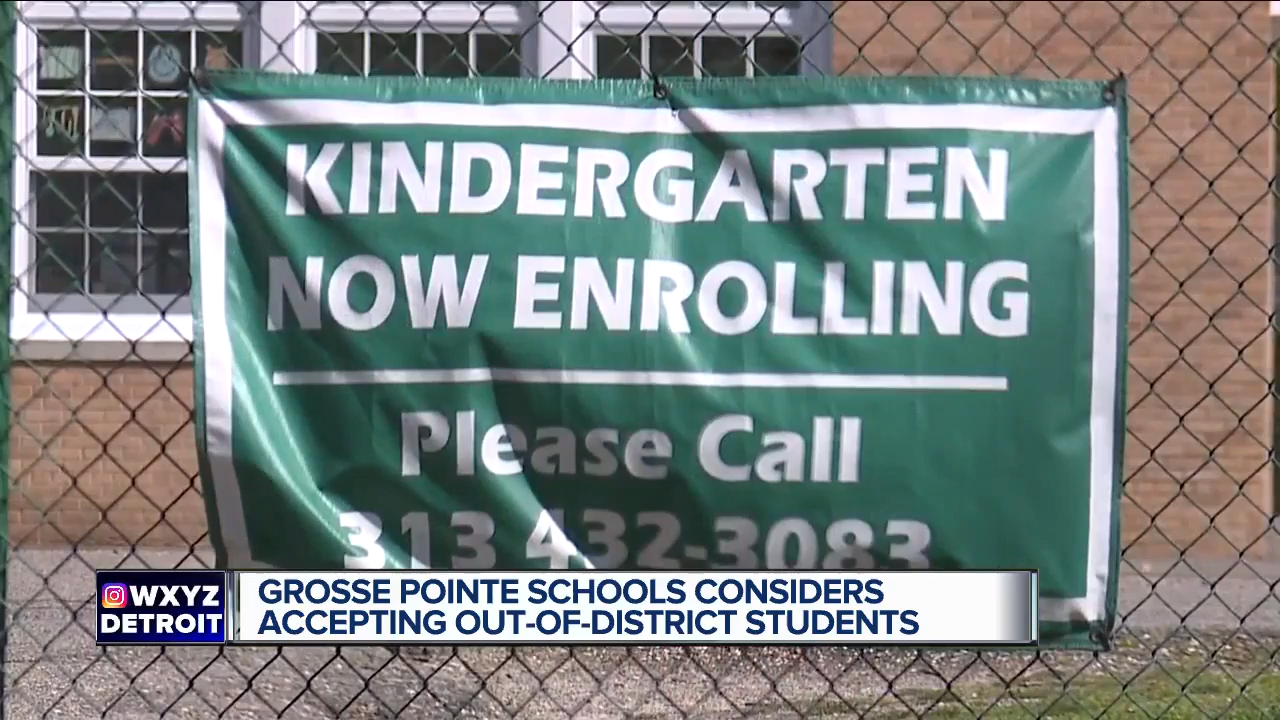 KINDERGARTEN
NOW ENROLLING
Please Call
313 432-3083
WXYZ
DETROIT
GROSSE POINTE SCHOOLS CONSIDERS
ACCEPTING OUT-OF-DISTRICT STUDENTS